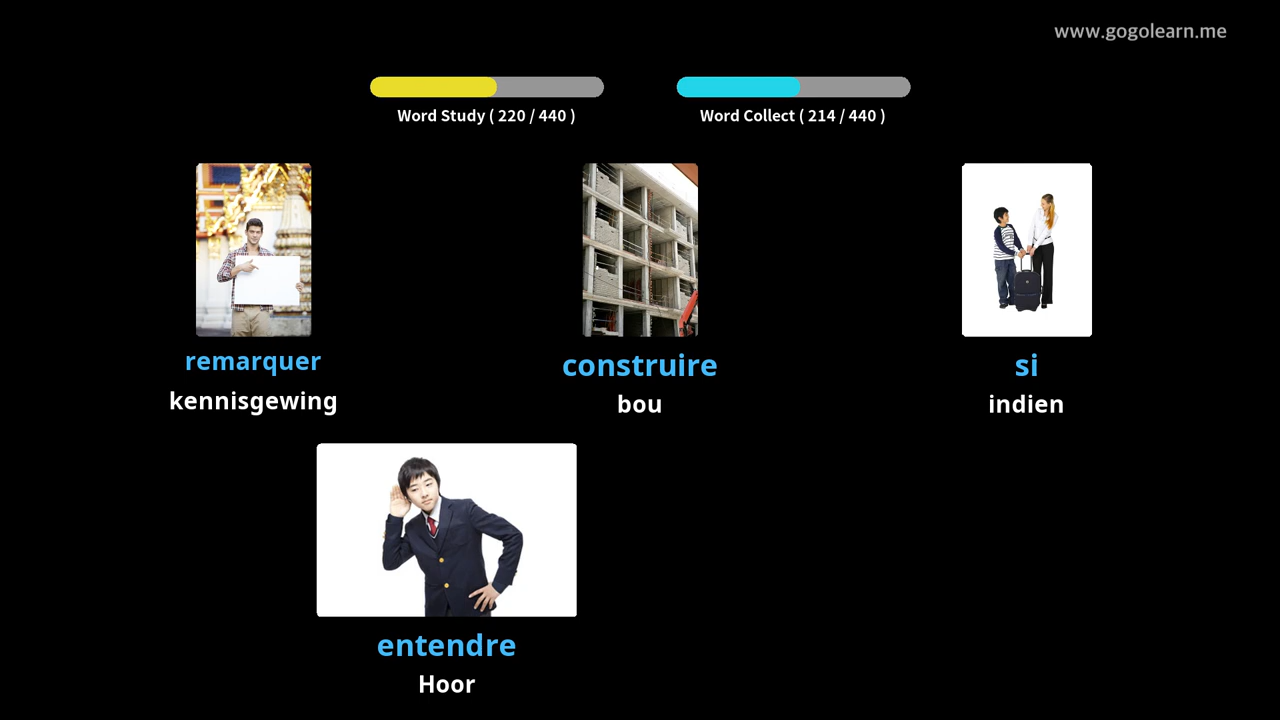 www.gogolearn.me
Word Study ( 220 / 440 )
Word Collect ( 214 / 440 )
remarquer
kennisgewing
construire
bou
si
indien
entendre
Hoor